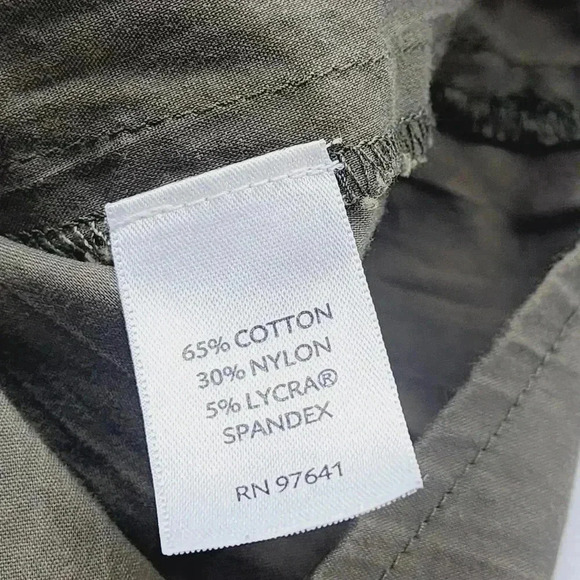 65% COTTON
30% NYLON
5% LYCRA®
SPANDEX
RN 97641